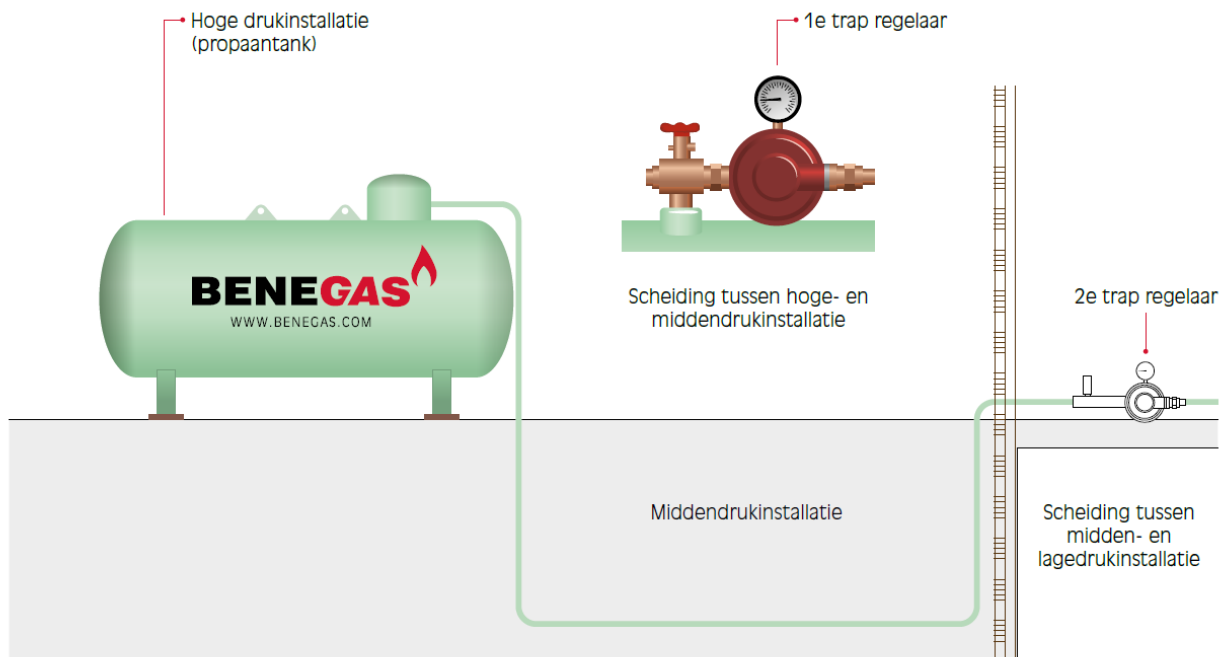 Hoge drukinstallatie
(propaantank)
1e trap regelaar
BENEGAS
WWW.BENEGAS.COM
Scheiding tussen hoge- en
middendrukinstallatie
2e trap regelaar
Middendrukinstallatie
Scheiding tussen
midden- en
lagedrukinstallatie